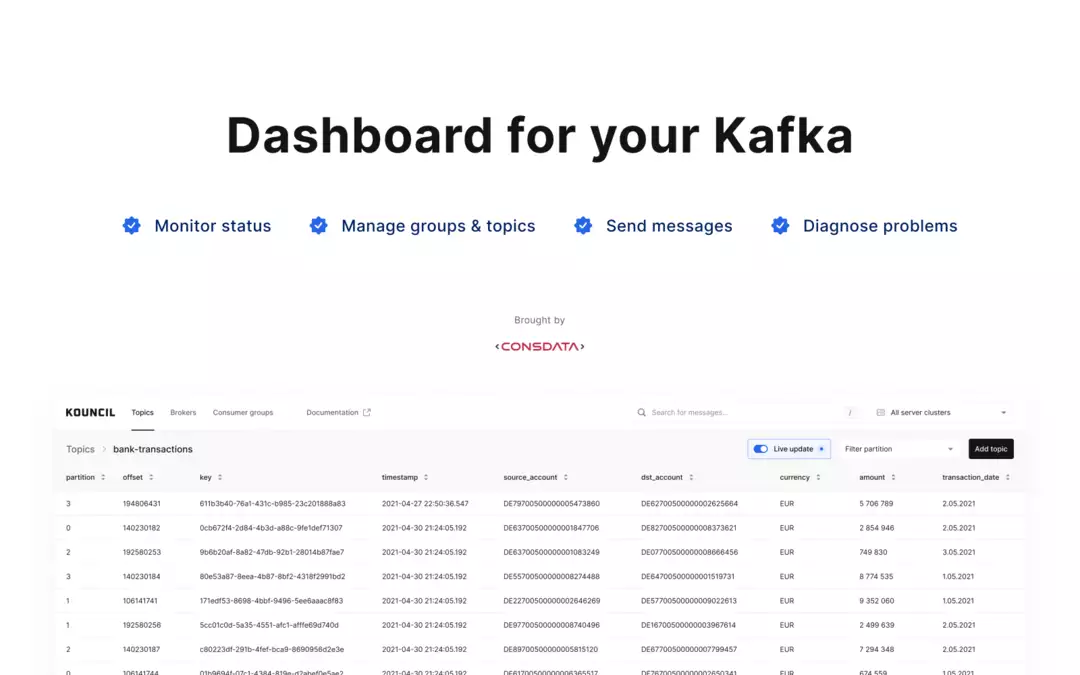 Dashboard for your Kafka
Monitor status Manage groups & topics Send messages Diagnose problems
Brought by
<CONSDATA>
KOUNCIL Topics Brokers Consumer groups Documentation Search for messages... / All server clusters
Topics > bank-transactions Live update Filter partition Add topic
partition offset key timestamp source_account dst_account currency amount transaction_date
3 194806431 611b3b40-76a1-431c-b985-23c201888a83 2021-04-27 22:50:36.547 DE79700500000005473860 DE62700500000002625664 EUR 5 706 789 2.05.2021
0 140230182 0cb672f4-2d84-4b3d-a88c-9fe1def71307 2021-04-30 21:24:05.192 DE63700500000001847706 DE82700500000008373621 EUR 2 854 946 2.05.2021
2 192580253 9b6b20af-8a82-47db-92b1-28014b87fae7 2021-04-30 21:24:05.192 DE63700500000001083249 DE07700500000008666456 EUR 749 830 3.05.2021
3 140230184 80e53a87-8eea-4b87-8bf2-4318f2991bd2 2021-04-30 21:24:05.192 DE55700500000008274488 DE64700500000001519731 EUR 8 774 535 1.05.2021
1 106141741 171edf53-8698-4bbf-9496-5ee6aaac8f83 2021-04-30 21:24:05.192 DE22700500000002646269 DE57700500000009022613 EUR 9 352 060 1.05.2021
1 192580256 5cc01c0d-5a35-4551-afc1-afffe69d740d 2021-04-30 21:24:05.192 DE97700500000008740496 DE16700500000003967614 EUR 2 499 639 2.05.2021
2 140230187 c80223df-291b-4fef-bca9-8690956d2e3e 2021-04-30 21:24:05.192 DE89700500000005815120 DE67700500000007799457 EUR 7 294 348 2.05.2021
0 106141744 EUR 674 559 2.05.2021